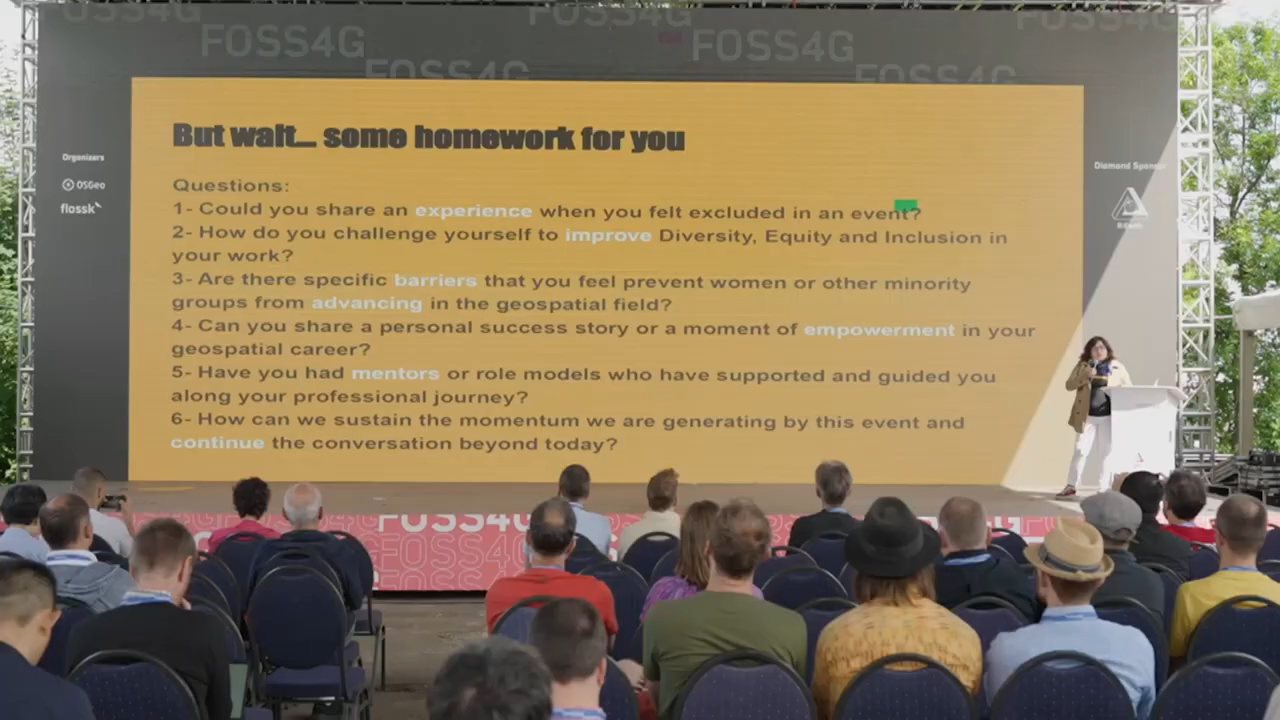 FOSS4G
FOSS4G
FOSS4G
FOSS4G
FOSS4G
FOSS4G
FOSS4G
But wait... some homework for you
Organizers
OSGeo
flossk
Diamond Sponsor
Questions:
1- Could you share an experience when you felt excluded in an event?
2- How do you challenge yourself to improve Diversity, Equity and Inclusion in
your work?
3- Are there specific barriers that you feel prevent women or other minority
groups from advancing in the geospatial field?
4- Can you share a personal success story or a moment of empowerment in your
geospatial career?
5- Have you had mentors or role models who have supported and guided you
along your professional journey?
6- How can we sustain the momentum we are generating by this event and
continue the conversation beyond today?
FOSS4G
FOSS4G
FOSS4G